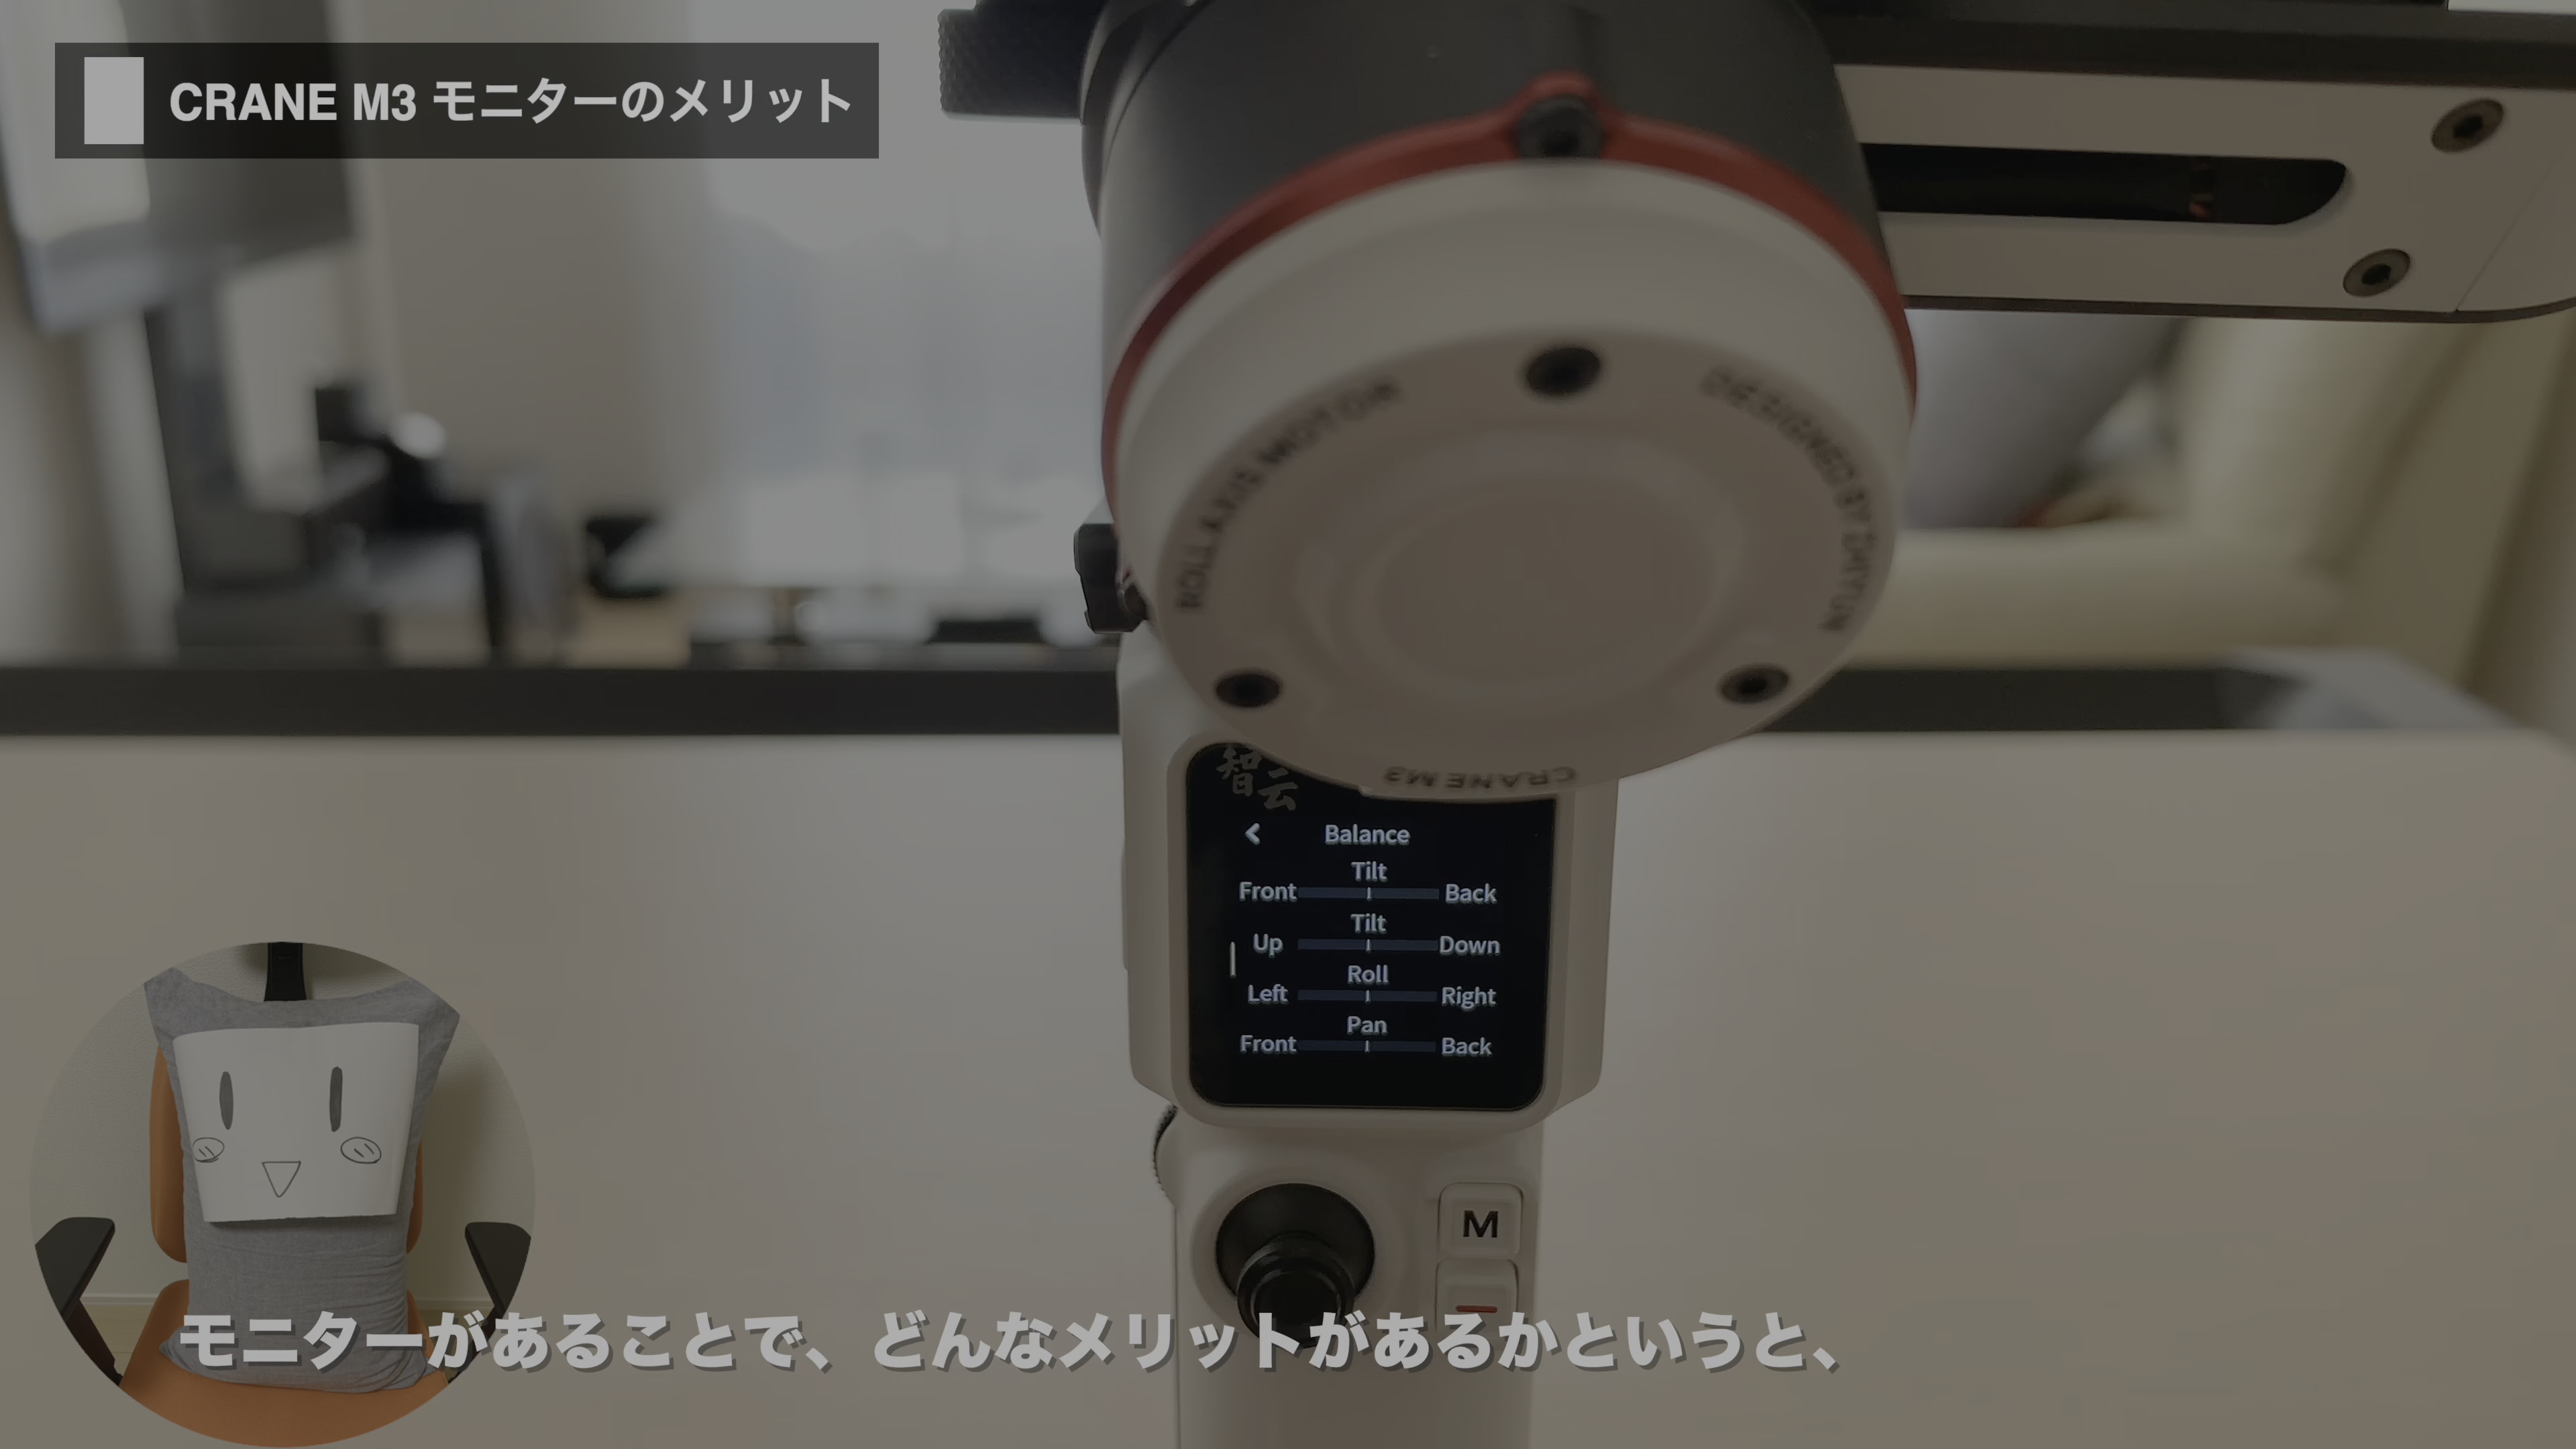 CRANE M3 モニターのメリット
ROLL AXIS MOTOR
DESIGNED BY ZHIYUN
CRANE M3
智云
Balance
Tilt
Front Back
Tilt
Up Down
Roll
Left Right
Pan
Front Back
M
モニターがあることで、どんなメリットがあるかというと、